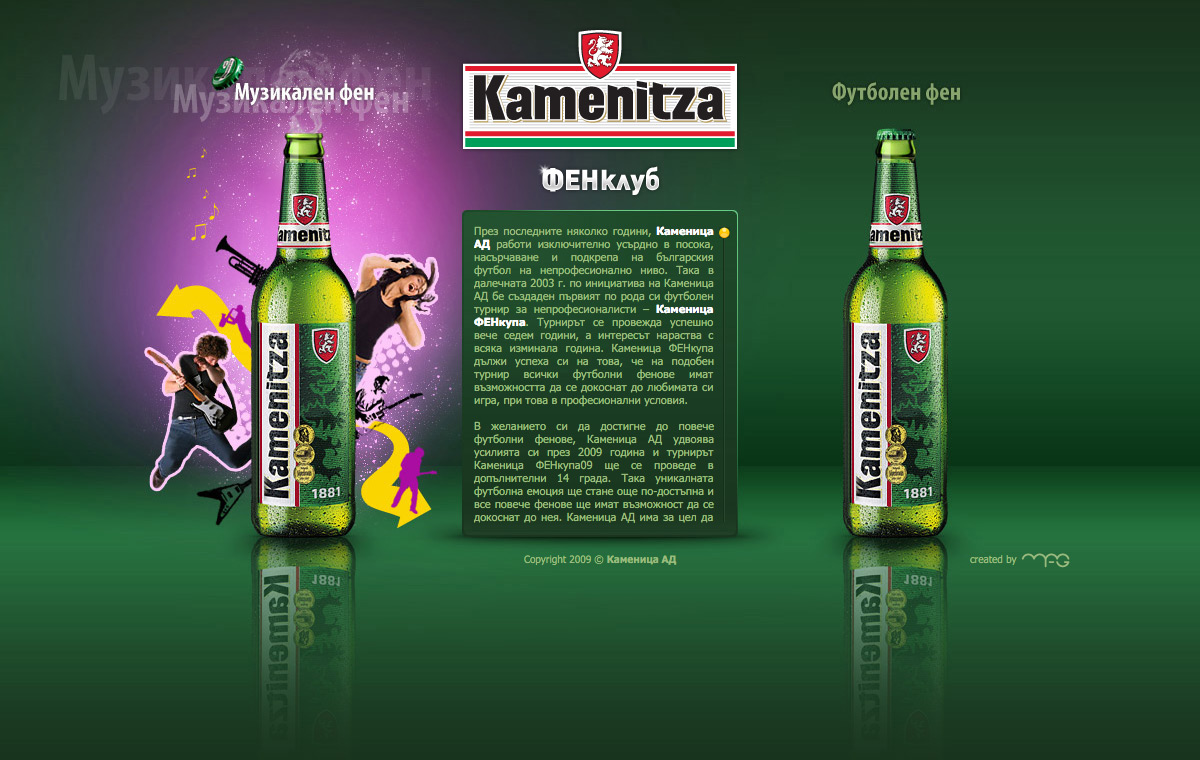 Музикален фен
Музикален фен
Музикален фен
Kamenitza
ФЕНклуб
Футболен фен
През последните няколко години, Каменица
АД работи изключително усърдно в посока,
насърчаване и подкрепа на българския
футбол на непрофесионално ниво. Така в
далечната 2003 г. по инициатива на Каменица
АД бе създаден първият по рода си футболен
турнир за непрофесионалисти – Каменица
ФЕНкупа. Турнирът се провежда успешно
вече седем години, а интересът нараства с
всяка изминала година. Каменица ФЕНкупа
дължи успеха си на това, че на подобен
турнир всички футболни фенове имат
възможността да се докоснат до любимата си
игра, при това в професионални условия.
В желанието си да достигне до повече
футболни фенове, Каменица АД удвоява
усилията си през 2009 година и турнирът
Каменица ФЕНкупа09 ще се проведе в
допълнителни 14 града. Така уникалната
футболна емоция ще стане още по-достъпна и
все повече фенове ще имат възможност да се
докоснат до нея. Каменица АД има за цел да
Kamenitza
Kamenitza
1881
Kamenitza
Kamenitza
1881
Copyright 2009 © Каменица АД
created by MFG